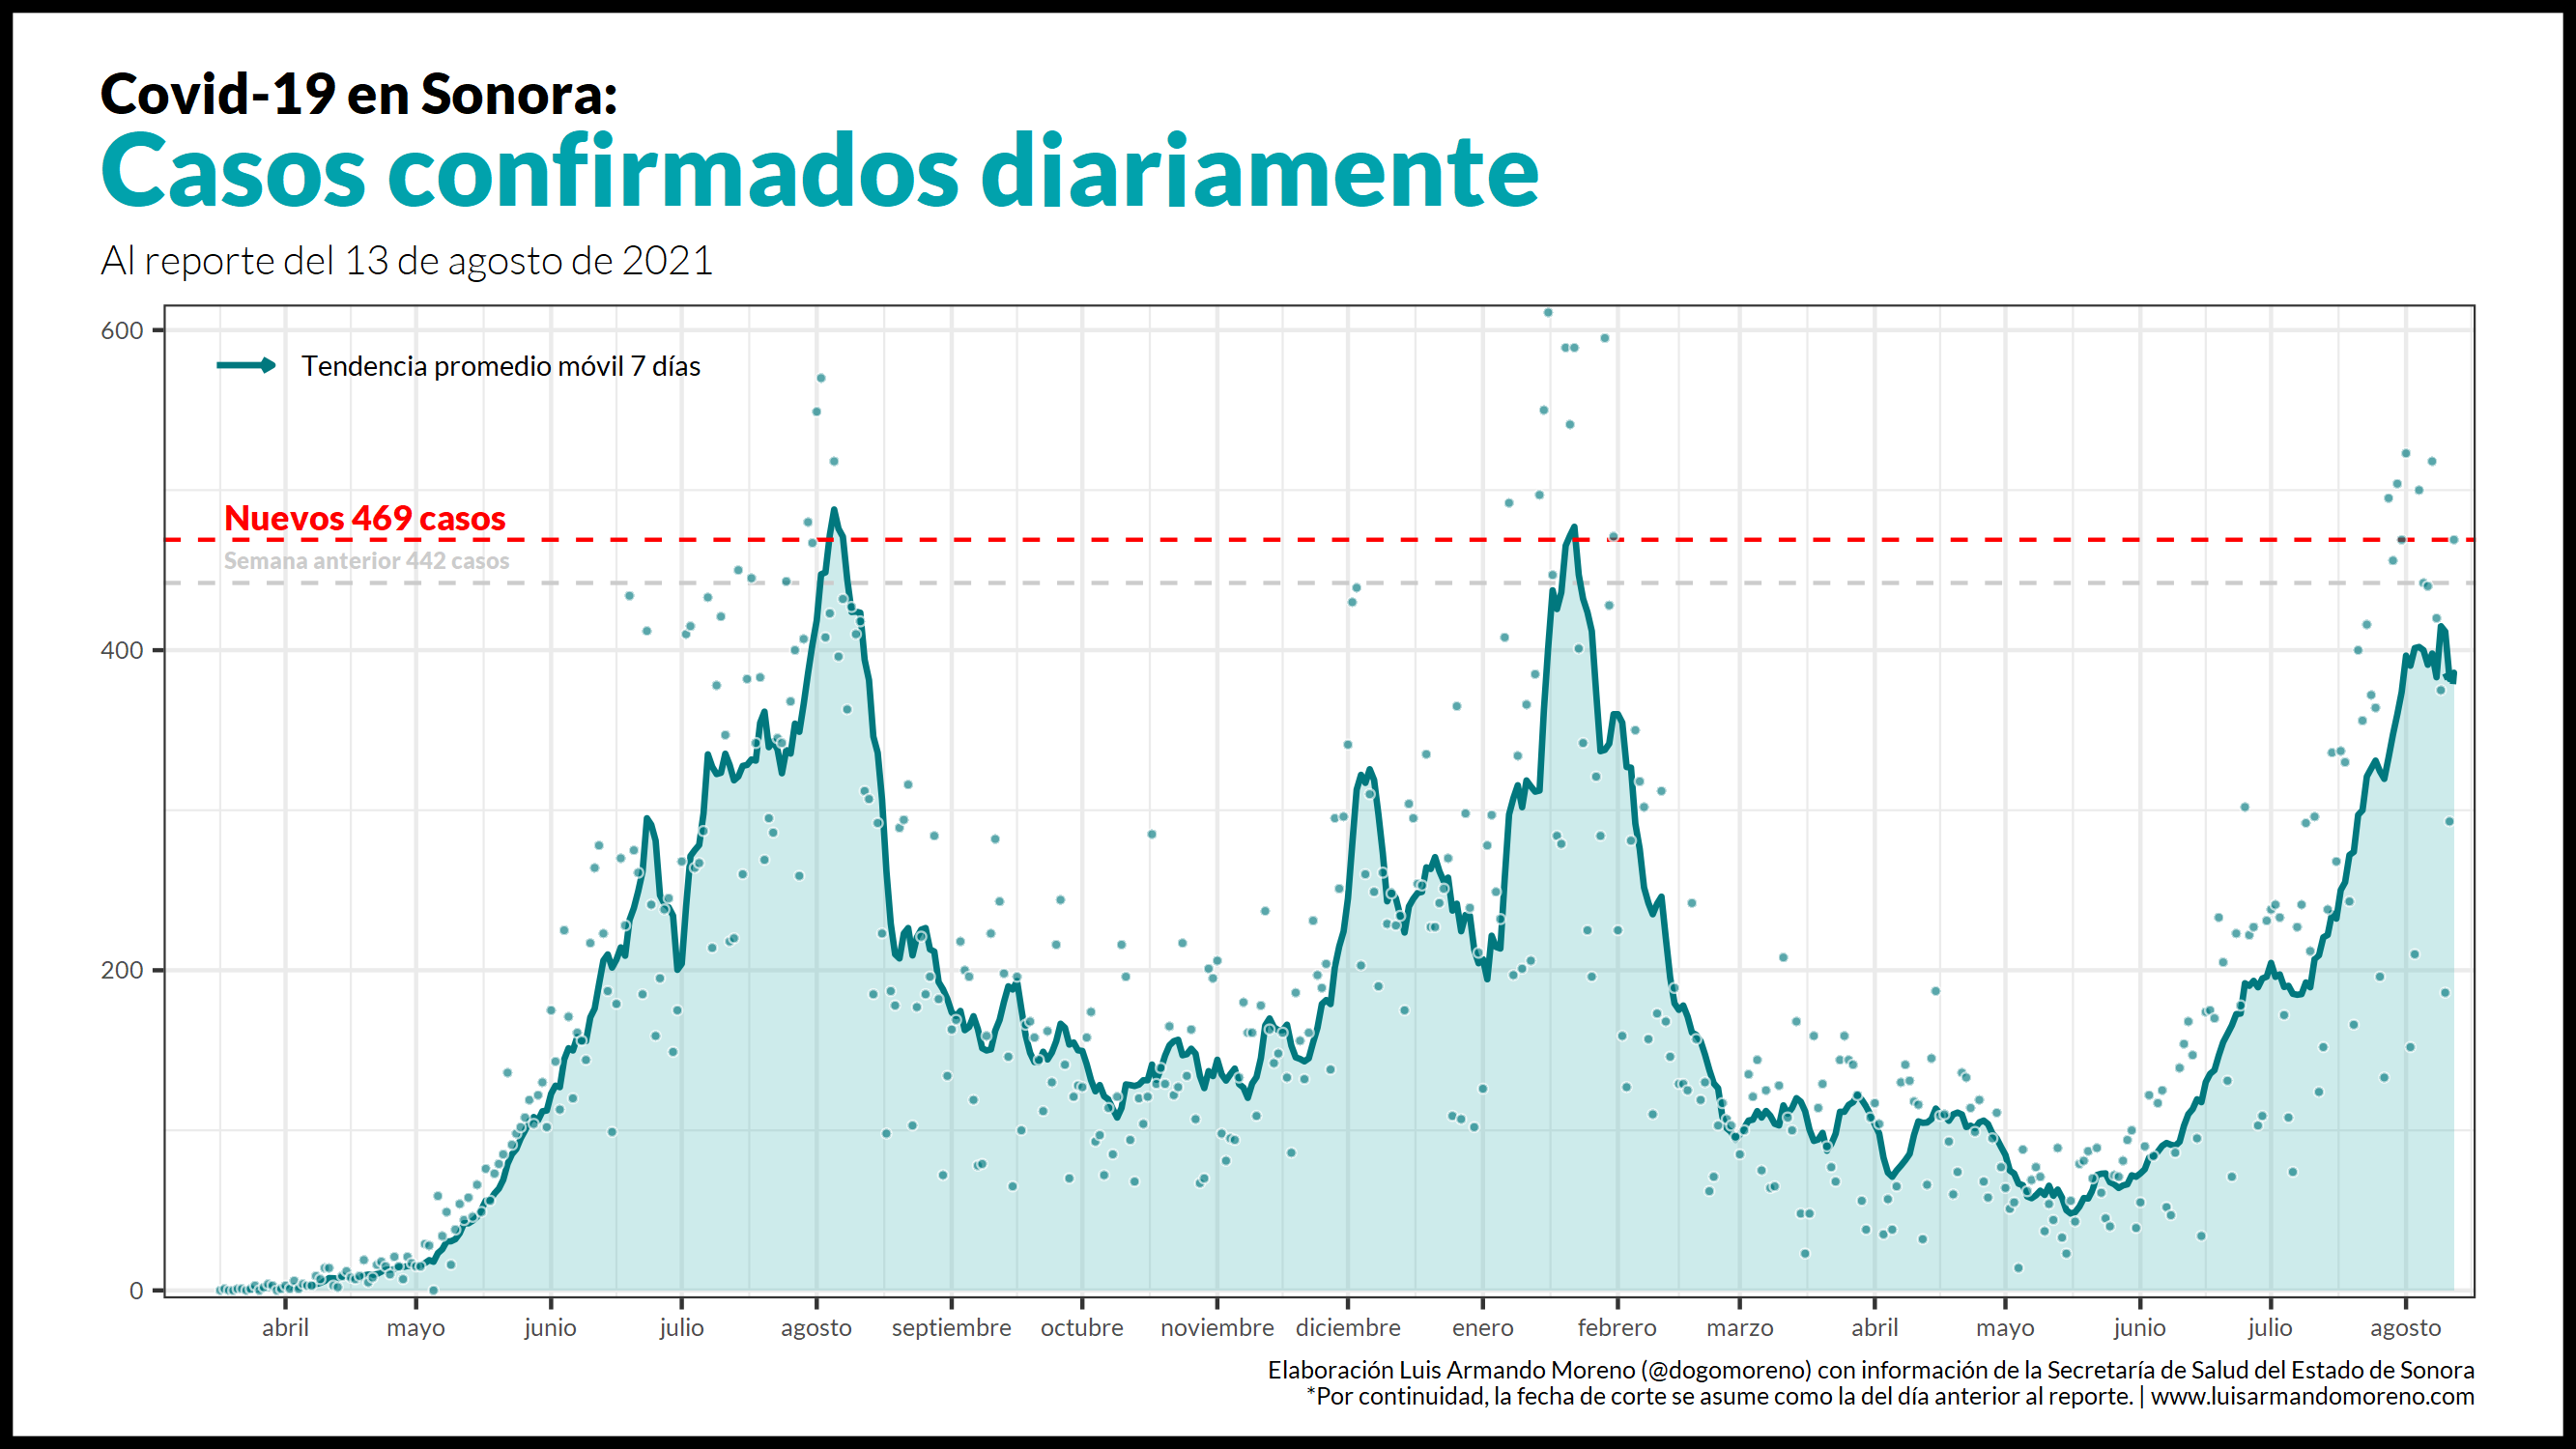 Covid-19 en Sonora:
Casos confirmados diariamente
Al reporte del 13 de agosto de 2021
600
Tendencia promedio móvil 7 días
Nuevos 469 casos
Semana anterior 442 casos
400
200
0
abril mayo junio julio agosto septiembre octubre noviembre diciembre enero febrero marzo abril mayo junio julio agosto
Elaboración Luis Armando Moreno (@dogomoreno) con información de la Secretaría de Salud del Estado de Sonora
*Por continuidad, la fecha de corte se asume como la del día anterior al reporte. | www.luisarmandomoreno.com